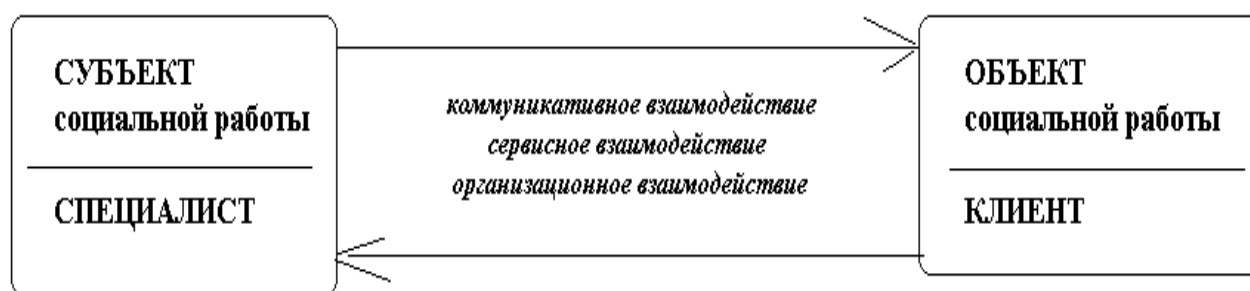 СУБЪЕКТ
социальной работы
СПЕЦИАЛИСТ
коммуникативное взаимодействие
сервисное взаимодействие
организационное взаимодействие
ОБЪЕКТ
социальной работы
КЛИЕНТ